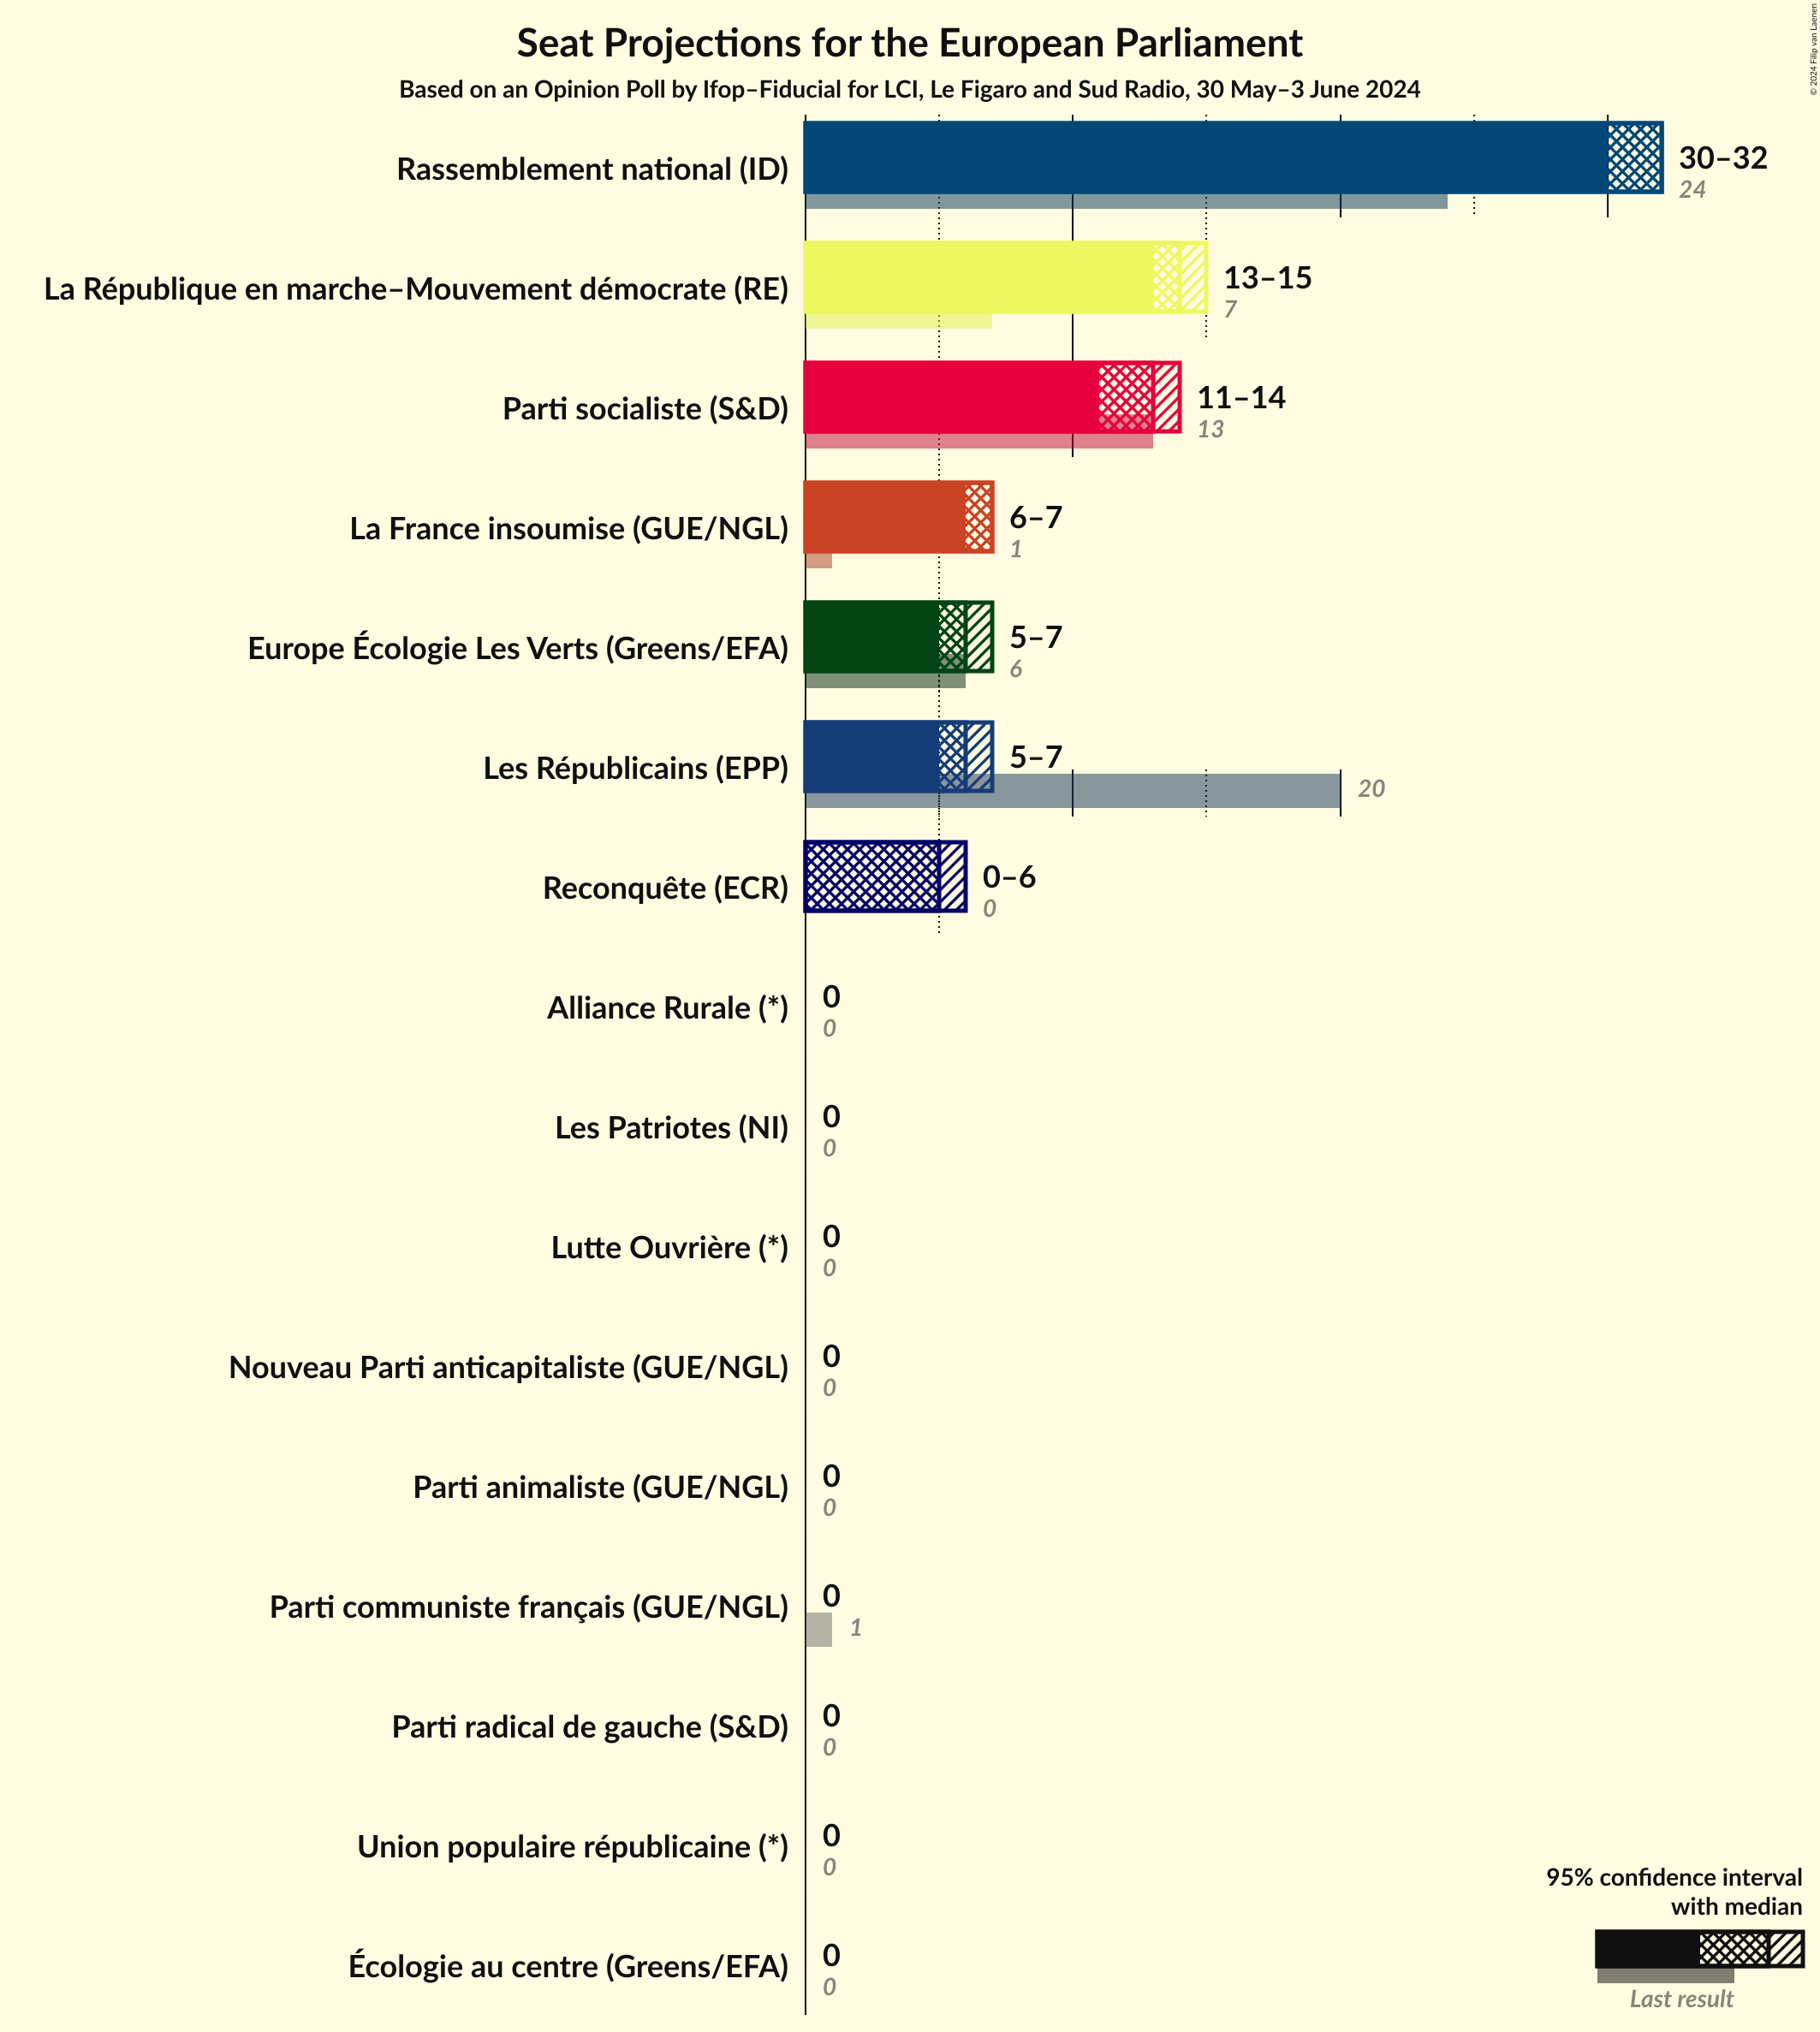 Seat Projections for the European Parliament
Based on an Opinion Poll by Ifop–Fiducial for LCI, Le Figaro and Sud Radio, 30 May–3 June 2024
© 2024 Filip van Laenen
Rassemblement national (ID)
30–32
24
La République en marche–Mouvement démocrate (RE)
13–15
7
Parti socialiste (S&D)
11–14
13
La France insoumise (GUE/NGL)
6–7
1
Europe Écologie Les Verts (Greens/EFA)
5–7
6
Les Républicains (EPP)
5–7
20
Reconquête (ECR)
0–6
0
Alliance Rurale (*)
0
0
Les Patriotes (NI)
0
0
Lutte Ouvrière (*)
0
0
Nouveau Parti anticapitaliste (GUE/NGL)
0
0
Parti animaliste (GUE/NGL)
0
0
Parti communiste français (GUE/NGL)
0
1
Parti radical de gauche (S&D)
0
0
Union populaire républicaine (*)
0
0
Écologie au centre (Greens/EFA)
0
0
95% confidence interval
with median
Last result